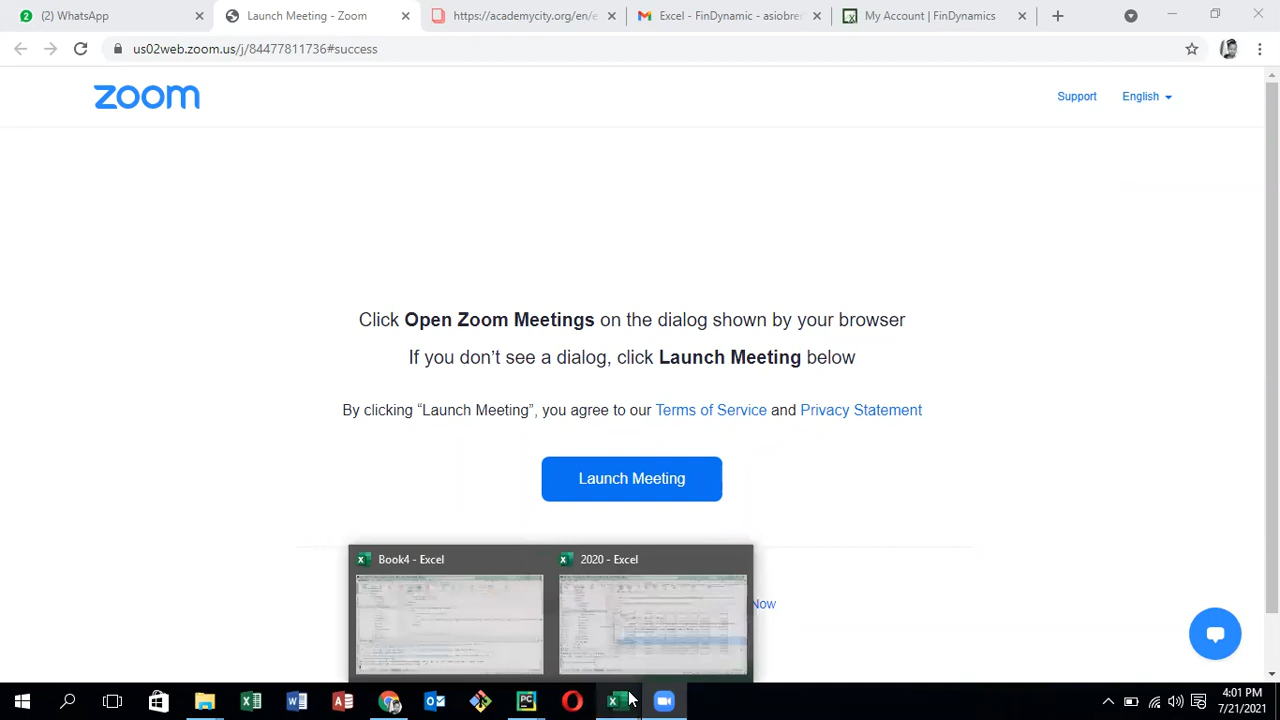 (2) WhatsApp
Launch Meeting - Zoom
https://academycity.org/en/e
Excel - FinDynamic - asiobren
My Account | FinDynamics
us02web.zoom.us/j/84477811736#success
zoom
Support
English
Click Open Zoom Meetings on the dialog shown by your browser
If you don’t see a dialog, click Launch Meeting below
By clicking “Launch Meeting”, you agree to our Terms of Service and Privacy Statement
Launch Meeting
Book4 - Excel
2020 - Excel
Now
4:01 PM
7/21/2021